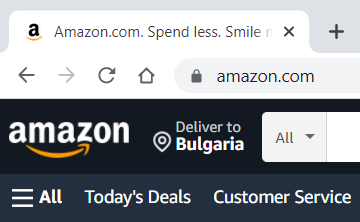 a Amazon.com. Spend less. Smile m
amazon.com
amazon
Deliver to
Bulgaria
All
All Today's Deals Customer Service